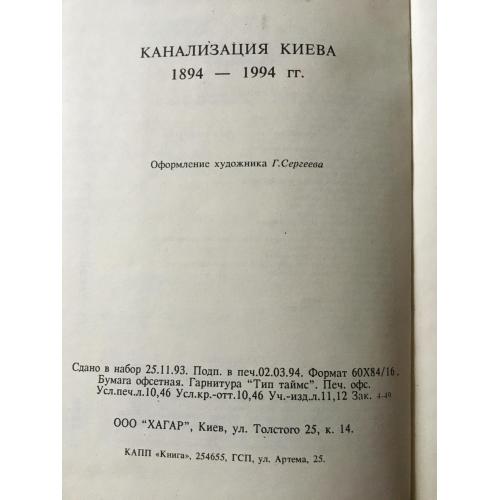 КАНАЛИЗАЦИЯ КИЕВА
1894 — 1994 гг.
Оформление художника Г.Сергеева
Сдано в набор 25.11.93. Подп. в печ.02.03.94. Формат 60Х84/16.
Бумага офсетная. Гарнитура "Тип таймс". Печ. офс.
Усл.печ.л.10,46 Усл.кр.-отт.10,46 Уч.-изд.л.11,12 Зак. 4-49
ООО "ХАГАР", Киев, ул. Толстого 25, к. 14.
КАПП «Книга», 254655, ГСП, ул. Артема, 25.